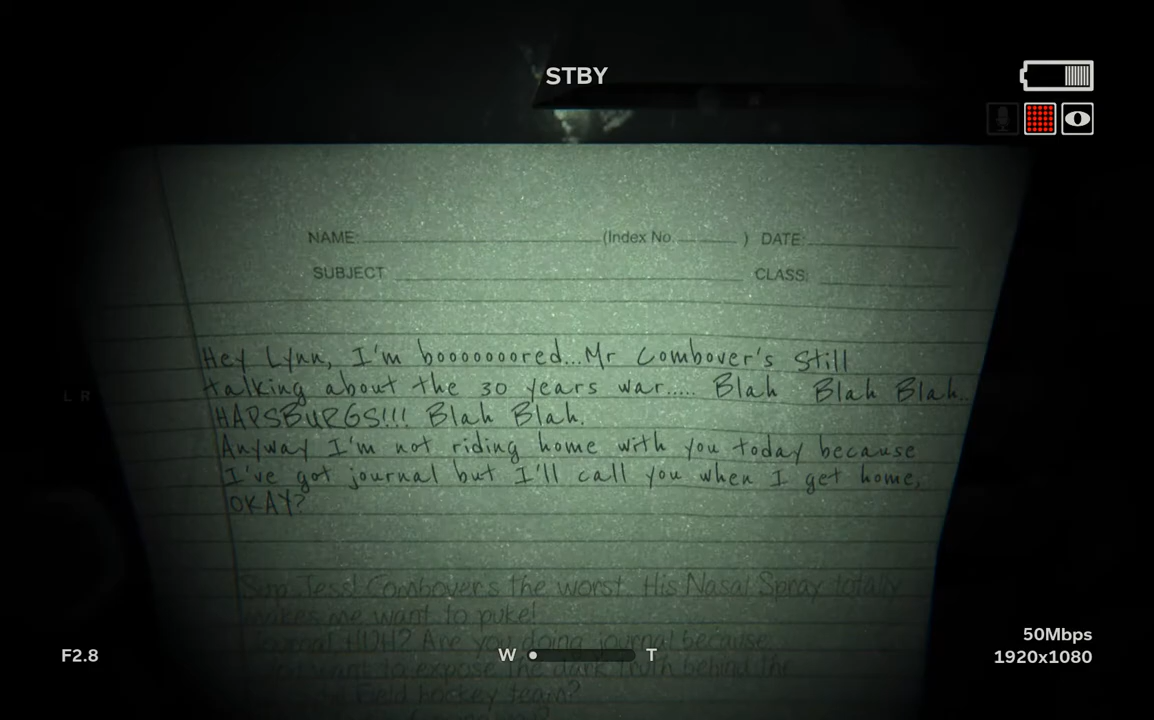 STBY
NAME: (Index No. ) DATE:
SUBJECT CLASS:
Hey Lynn, I'm boooooooored...Mr Combover's Still
talking about the 30 years war..... Blah Blah Blah..
HAPSBURGS!!! Blah Blah.
Anyway I'm not riding home with you today because
I've got journal but I'll call you when I get home,
OKAY?
L R
Sup Jess! Combover's the worst. His Nasal Spray totally
makes me want to puke!
Journal HUH? Are you doing journal because
you want to expose the dark truth behind the
field hockey team?
F2.8
W T
50Mbps
1920x1080